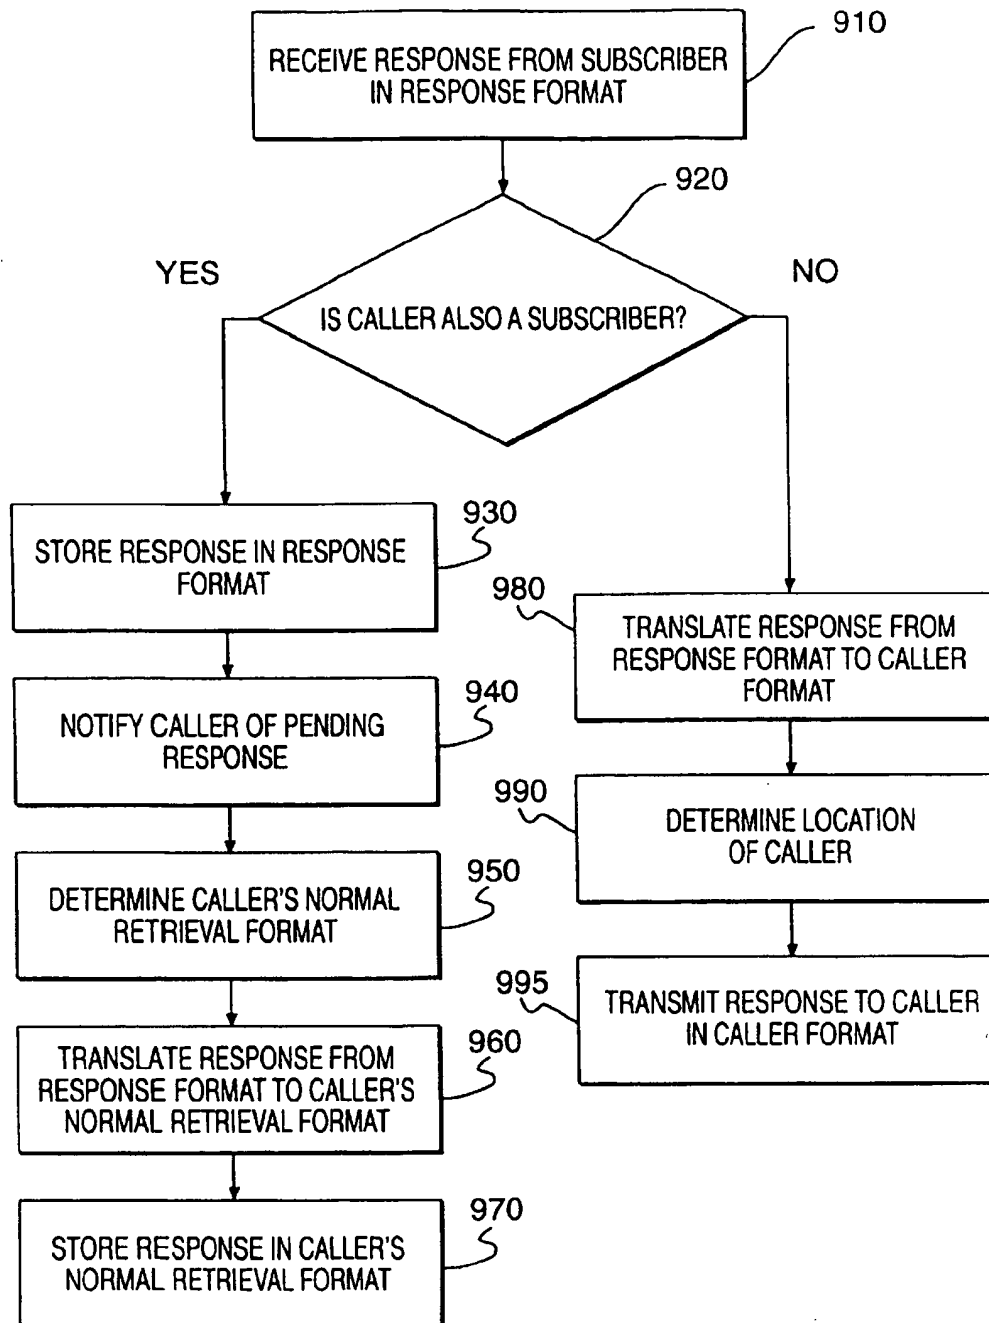 910
RECEIVE RESPONSE FROM SUBSCRIBER
IN RESPONSE FORMAT
920
YES
NO
IS CALLER ALSO A SUBSCRIBER?
930
STORE RESPONSE IN RESPONSE
FORMAT
940
NOTIFY CALLER OF PENDING
RESPONSE
950
DETERMINE CALLER'S NORMAL
RETRIEVAL FORMAT
960
TRANSLATE RESPONSE FROM
RESPONSE FORMAT TO CALLER'S
NORMAL RETRIEVAL FORMAT
970
STORE RESPONSE IN CALLER'S
NORMAL RETRIEVAL FORMAT
980
TRANSLATE RESPONSE FROM
RESPONSE FORMAT TO CALLER
FORMAT
990
DETERMINE LOCATION
OF CALLER
995
TRANSMIT RESPONSE TO CALLER
IN CALLER FORMAT